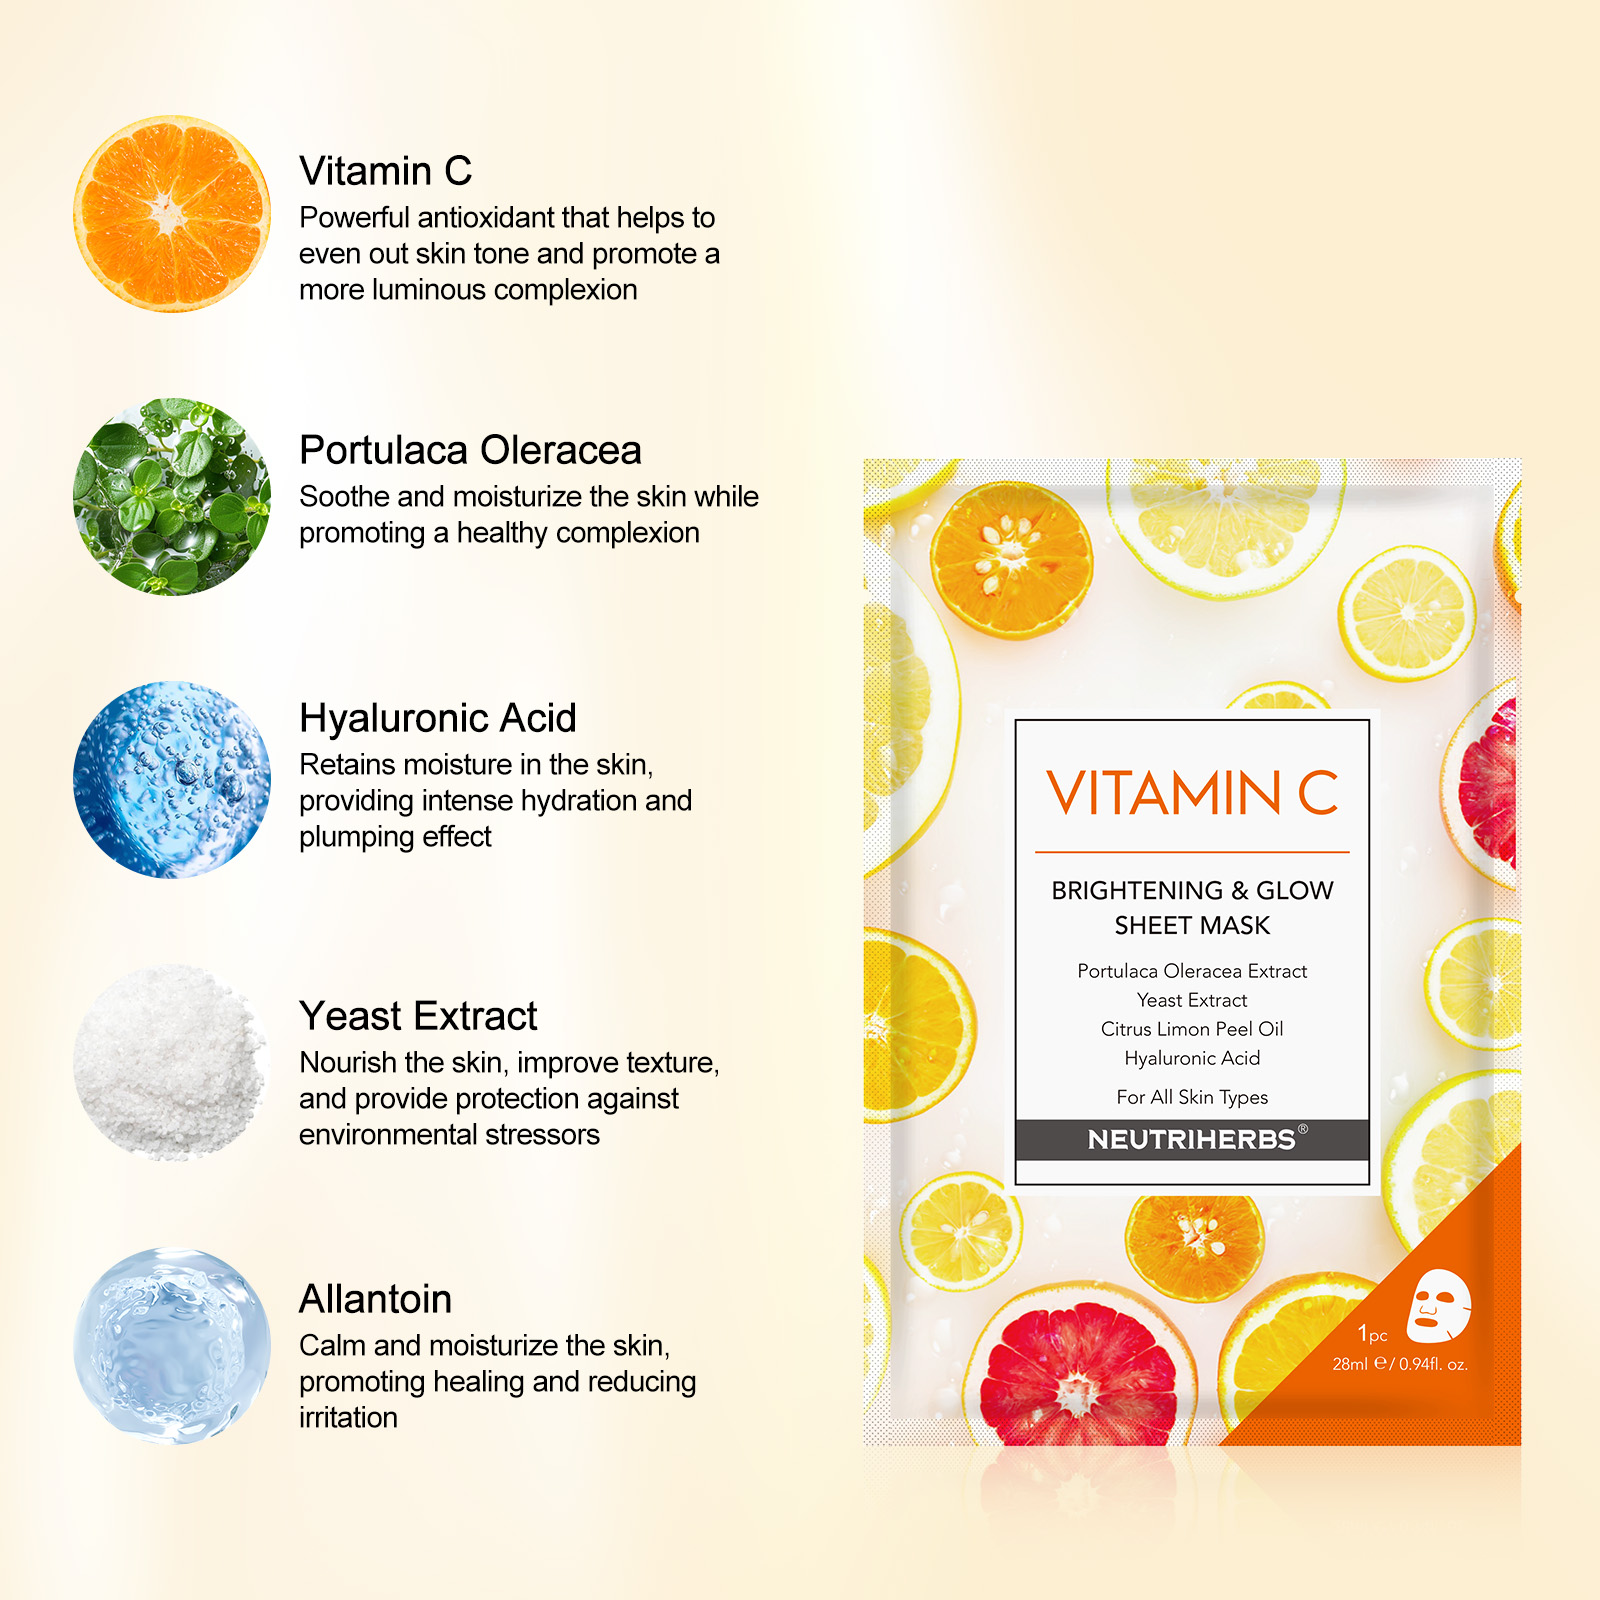 Vitamin C
Powerful antioxidant that helps to
even out skin tone and promote a
more luminous complexion
Portulaca Oleracea
Soothe and moisturize the skin while
promoting a healthy complexion
Hyaluronic Acid
Retains moisture in the skin,
providing intense hydration and
plumping effect
Yeast Extract
Nourish the skin, improve texture,
and provide protection against
environmental stressors
Allantoin
Calm and moisturize the skin,
promoting healing and reducing
irritation
VITAMIN C
BRIGHTENING & GLOW
SHEET MASK
Portulaca Oleracea Extract
Yeast Extract
Citrus Limon Peel Oil
Hyaluronic Acid
For All Skin Types
NEUTRIHERBS®
1pc
28ml ℮/ 0.94fl. oz.